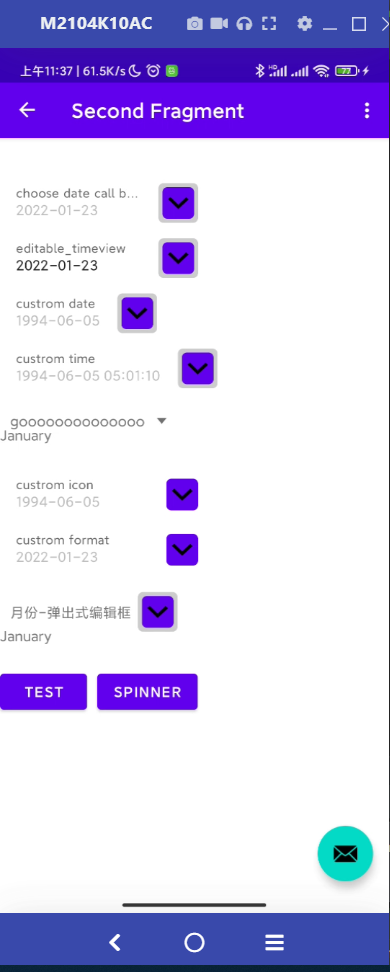 M2104K10AC
上午11:37 | 61.5K/s
77
Second Fragment
choose date call b...
2022-01-23
editable_timeview
2022-01-23
custrom date
1994-06-05
custrom time
1994-06-05 05:01:10
goooooooooooooo
January
custrom icon
1994-06-05
custrom format
2022-01-23
月份-弹出式编辑框
January
TEST
SPINNER